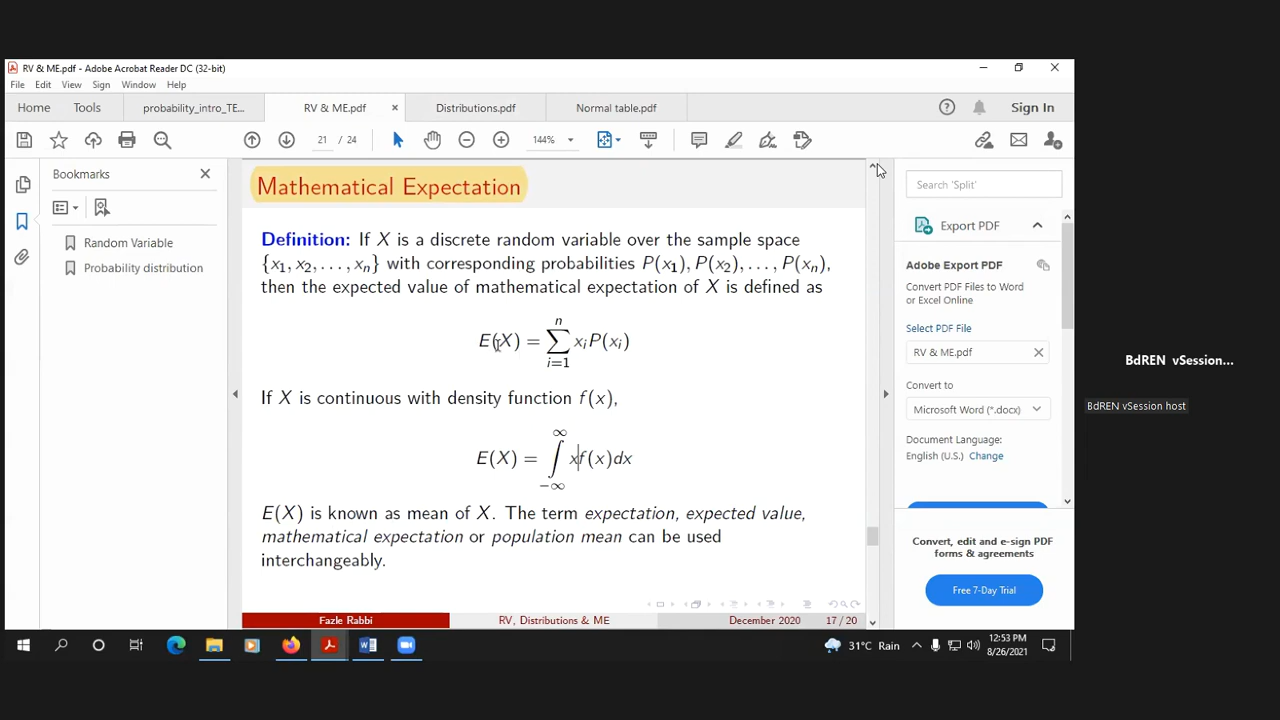 RV & ME.pdf - Adobe Acrobat Reader DC (32-bit)
File Edit View Sign Window Help
Home Tools probability_intro_TE... RV & ME.pdf × Distributions.pdf Normal table.pdf Sign In
21 / 24 144%
Bookmarks
Random Variable
Probability distribution
Mathematical Expectation
Definition: If X is a discrete random variable over the sample space
{x₁, x₂, . . . , xₙ} with corresponding probabilities P(x₁), P(x₂), . . . , P(xₙ),
then the expected value of mathematical expectation of X is defined as
E(X) = ∑ᵢ₌₁ⁿ xᵢP(xᵢ)
If X is continuous with density function f(x),
E(X) = ∫₋∞^∞ xf(x)dx
E(X) is known as mean of X. The term expectation, expected value,
mathematical expectation or population mean can be used
interchangeably.
Fazle Rabbi RV, Distributions & ME December 2020 17 / 20
Search 'Split'
Export PDF
Adobe Export PDF
Convert PDF Files to Word
or Excel Online
Select PDF File
RV & ME.pdf
Convert to
Microsoft Word (*.docx)
Document Language:
English (U.S.) Change
Convert, edit and e-sign PDF
forms & agreements
Free 7-Day Trial
31°C Rain
12:53 PM
8/26/2021
BdREN vSession...
BdREN vSession host